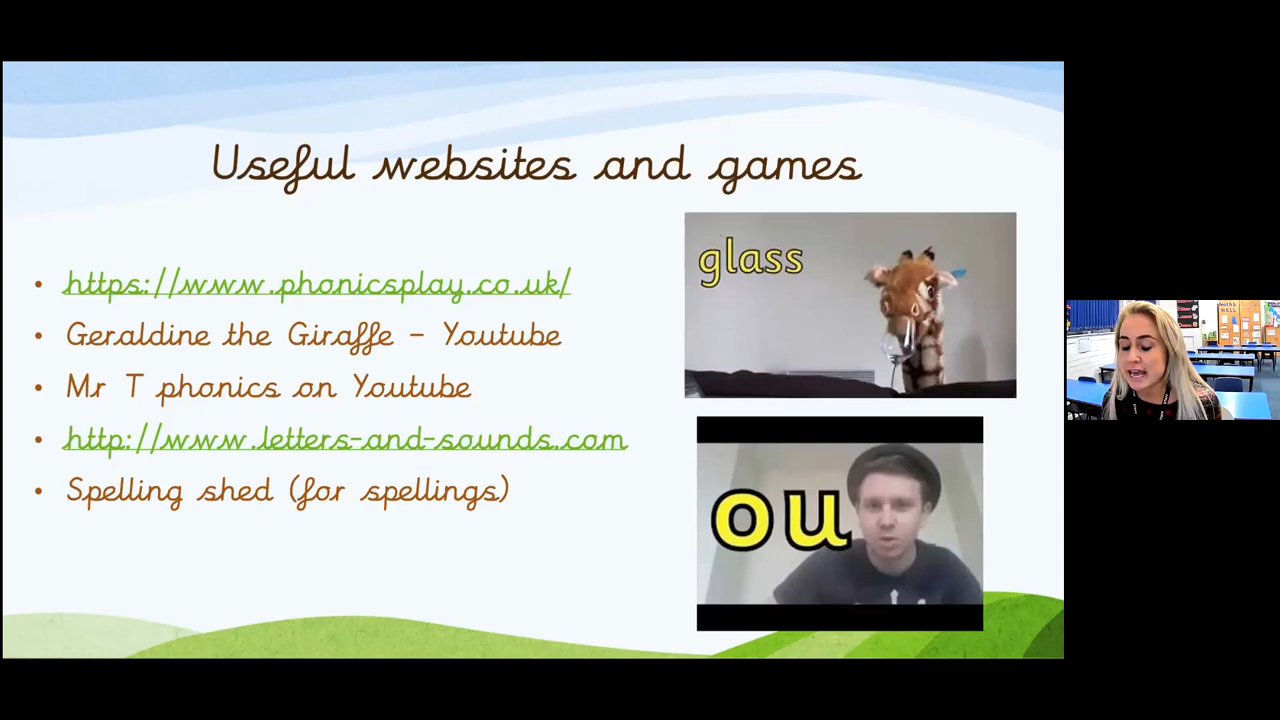 Useful websites and games
• https://www.phonicsplay.co.uk/
• Geraldine the Giraffe - Youtube
• Mr T phonics on Youtube
• http://www.letters-and-sounds.com
• Spelling shed (for spellings)
glass
ou